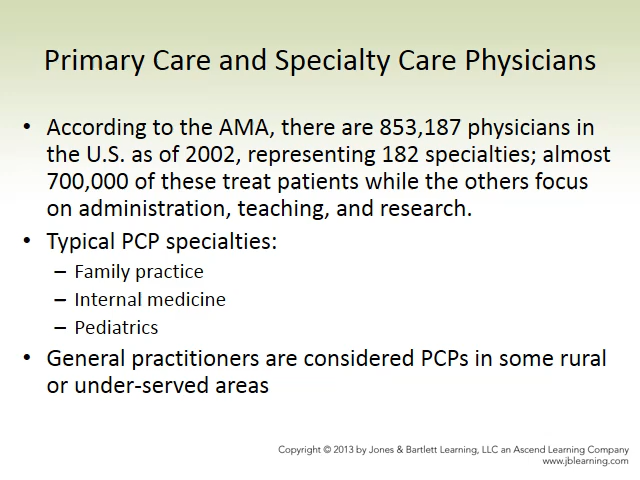 Primary Care and Specialty Care Physicians
• According to the AMA, there are 853,187 physicians in
the U.S. as of 2002, representing 182 specialties; almost
700,000 of these treat patients while the others focus
on administration, teaching, and research.
• Typical PCP specialties:
– Family practice
– Internal medicine
– Pediatrics
• General practitioners are considered PCPs in some rural
or under-served areas
Copyright © 2013 by Jones & Bartlett Learning, LLC an Ascend Learning Company
www.jblearning.com